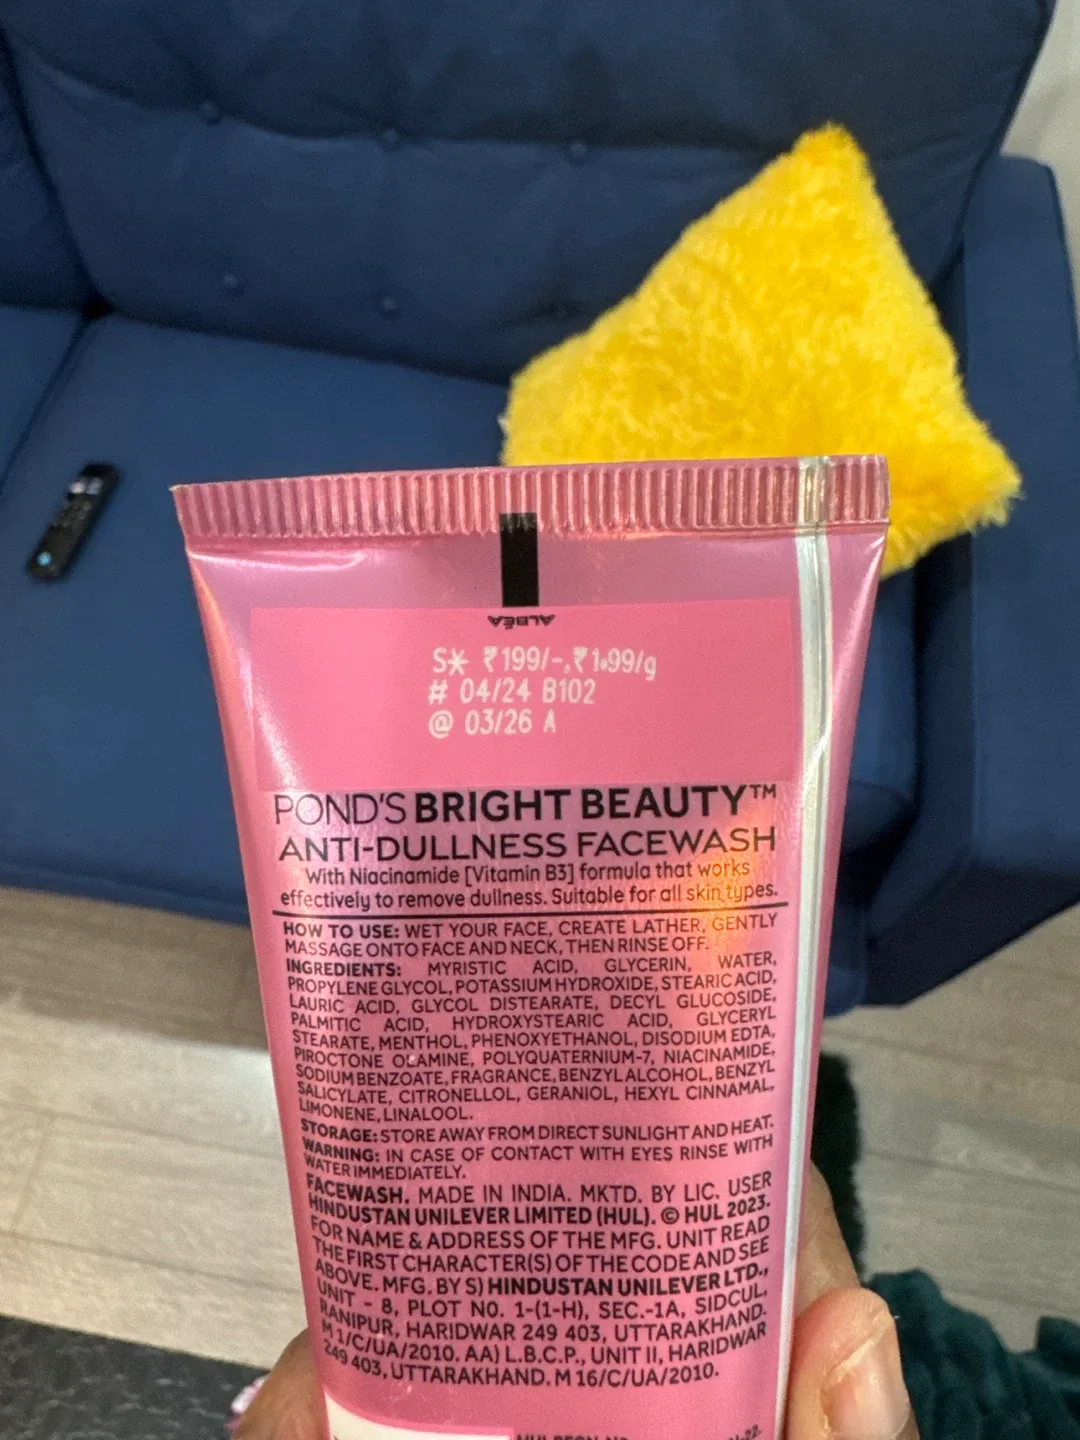 ALBÉA
S* ₹199/-,₹1.99/g
# 04/24 B102
@ 03/26 A
POND'S BRIGHT BEAUTY™
ANTI-DULLNESS FACEWASH
With Niacinamide [Vitamin B3] formula that works
effectively to remove dullness. Suitable for all skin types.
HOW TO USE: WET YOUR FACE, CREATE LATHER, GENTLY
MASSAGE ONTO FACE AND NECK, THEN RINSE OFF.
INGREDIENTS: MYRISTIC ACID, GLYCERIN, WATER,
PROPYLENE GLYCOL, POTASSIUM HYDROXIDE, STEARIC ACID,
LAURIC ACID, GLYCOL DISTEARATE, DECYL GLUCOSIDE,
PALMITIC ACID, HYDROXYSTEARIC ACID, GLYCERYL
STEARATE, MENTHOL, PHENOXYETHANOL, DISODIUM EDTA,
PIROCTONE OLAMINE, POLYQUATERNIUM-7, NIACINAMIDE,
SODIUM BENZOATE, FRAGRANCE, BENZYL ALCOHOL, BENZYL
SALICYLATE, CITRONELLOL, GERANIOL, HEXYL CINNAMAL,
LIMONENE, LINALOOL.
STORAGE: STORE AWAY FROM DIRECT SUNLIGHT AND HEAT.
WARNING: IN CASE OF CONTACT WITH EYES RINSE WITH
WATER IMMEDIATELY.
FACEWASH. MADE IN INDIA. MKTD. BY LIC. USER
HINDUSTAN UNILEVER LIMITED (HUL). © HUL 2023.
FOR NAME & ADDRESS OF THE MFG. UNIT READ
THE FIRST CHARACTER(S) OF THE CODE AND SEE
ABOVE. MFG. BY S) HINDUSTAN UNILEVER LTD.,
UNIT - 8, PLOT NO. 1-(1-H), SEC.-1A, SIDCUL,
RANIPUR, HARIDWAR 249 403, UTTARAKHAND.
M 1/C/UA/2010. AA) L.B.C.P., UNIT II, HARIDWAR
249 403, UTTARAKHAND. M 16/C/UA/2010.